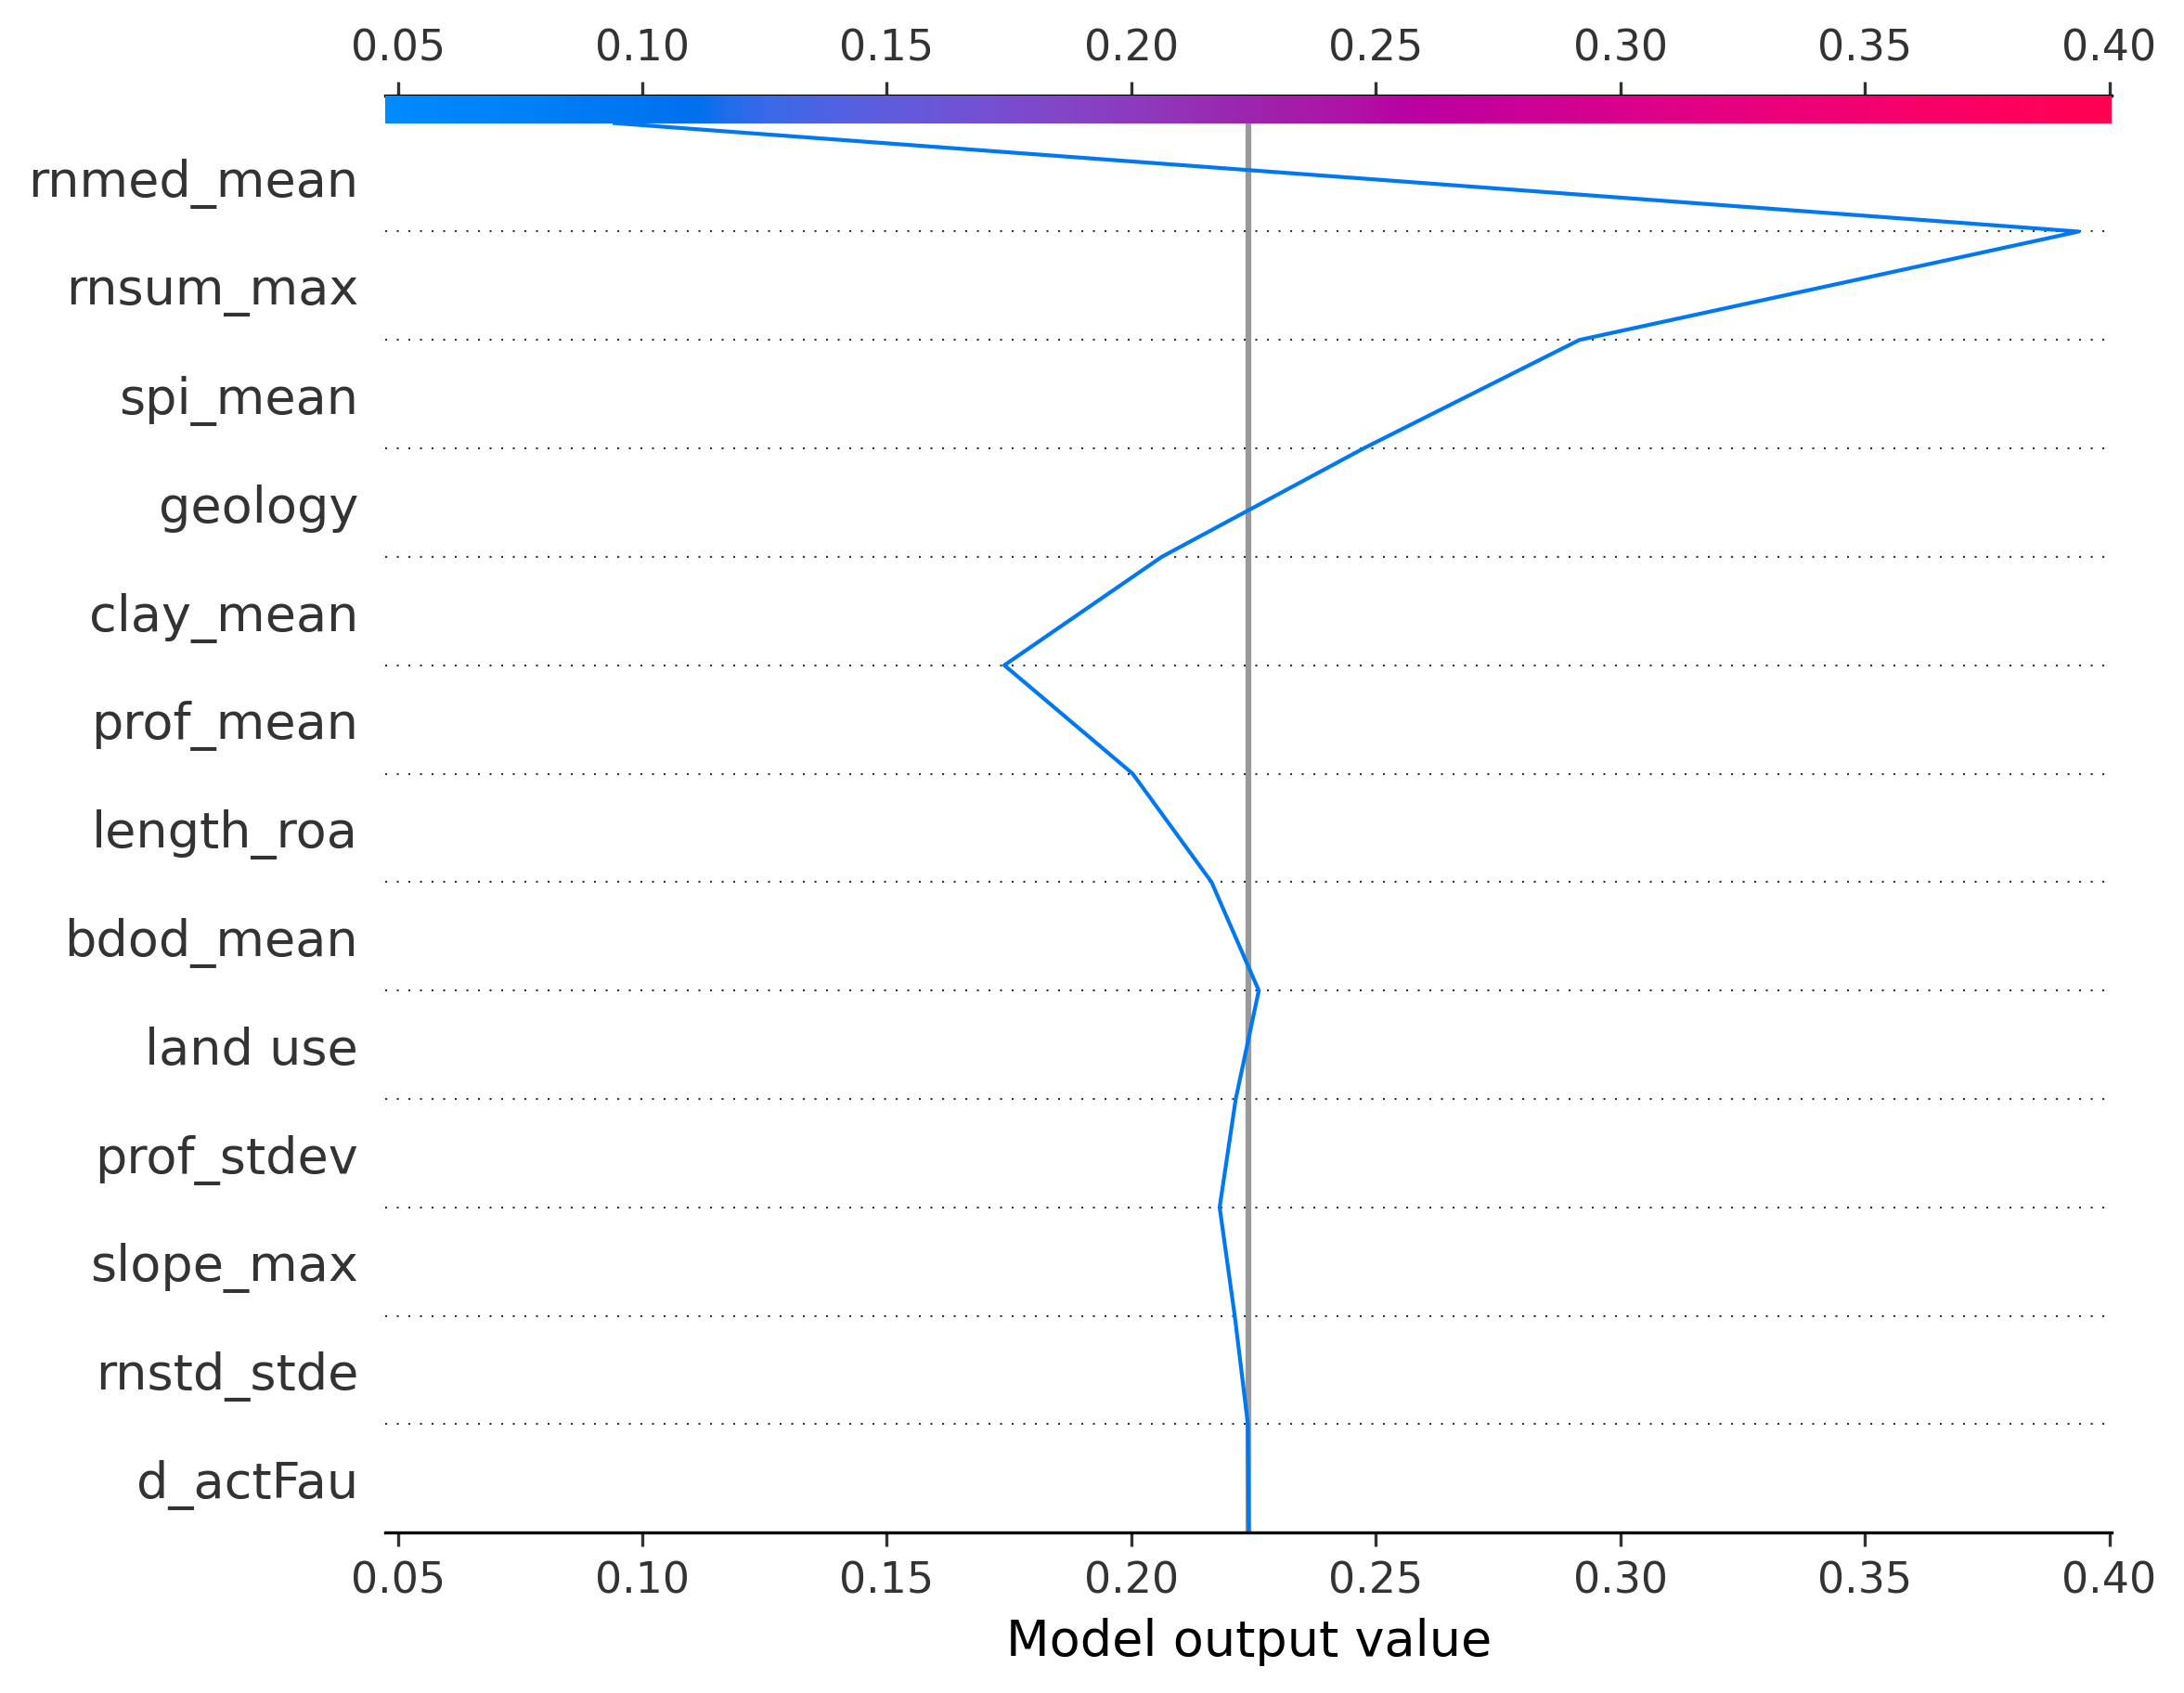 0.05 0.10 0.15 0.20 0.25 0.30 0.35 0.40
rnmed_mean
rnsum_max
spi_mean
geology
clay_mean
prof_mean
length_roa
bdod_mean
land use
prof_stdev
slope_max
rnstd_stde
d_actFau
0.05 0.10 0.15 0.20 0.25 0.30 0.35 0.40
Model output value